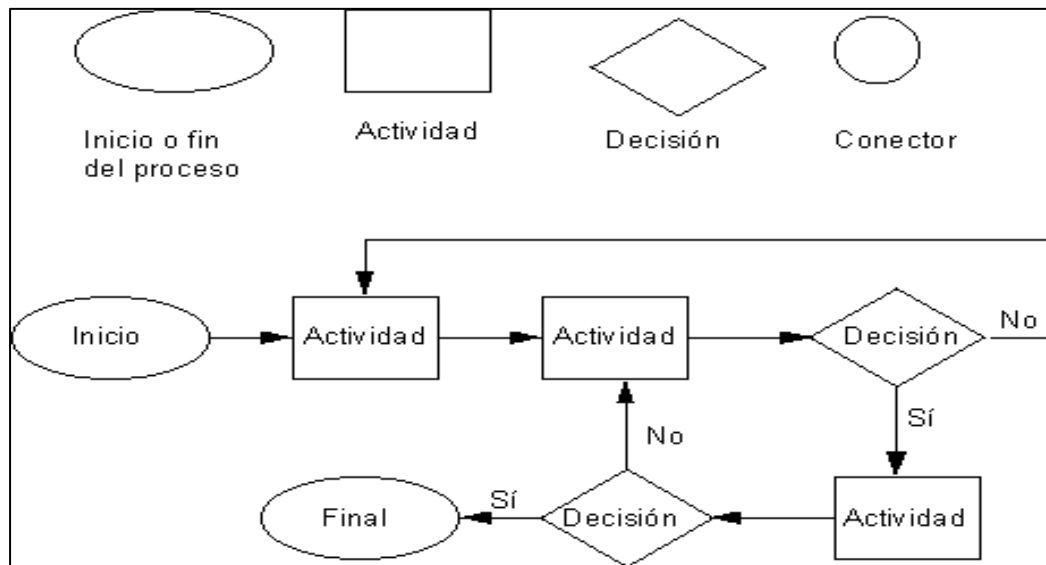 Inicio o fin
del proceso
Actividad
Decisión
Conector
Inicio
Actividad
Actividad
Decisión
No
Sí
No
Final
Sí
Decisión
Actividad